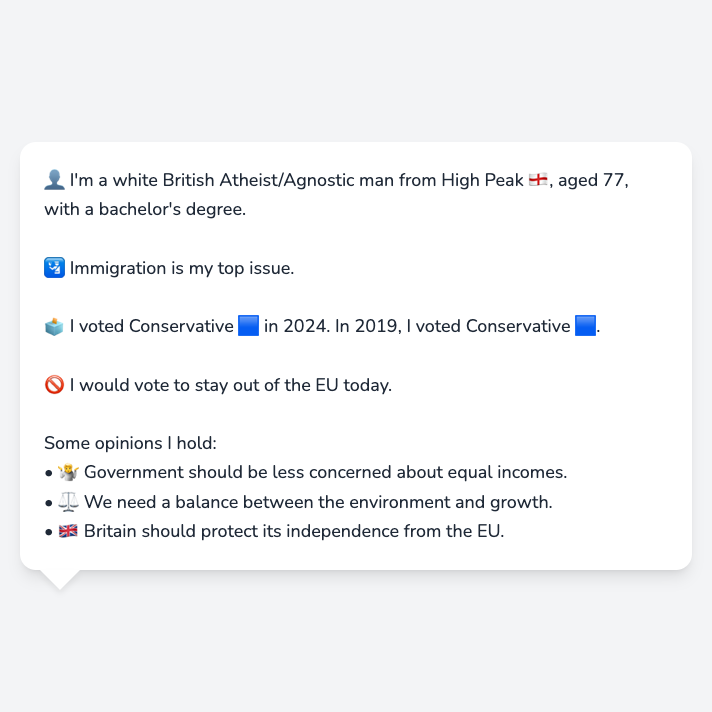 👤 I'm a white British Atheist/Agnostic man from High Peak 🏴󠁧󠁢󠁥󠁮󠁧󠁿, aged 77,
with a bachelor's degree.
🛂 Immigration is my top issue.
🗳️ I voted Conservative 🟦 in 2024. In 2019, I voted Conservative 🟦.
🚫 I would vote to stay out of the EU today.
Some opinions I hold:
• 🤷 Government should be less concerned about equal incomes.
• ⚖️ We need a balance between the environment and growth.
• 🇬🇧 Britain should protect its independence from the EU.